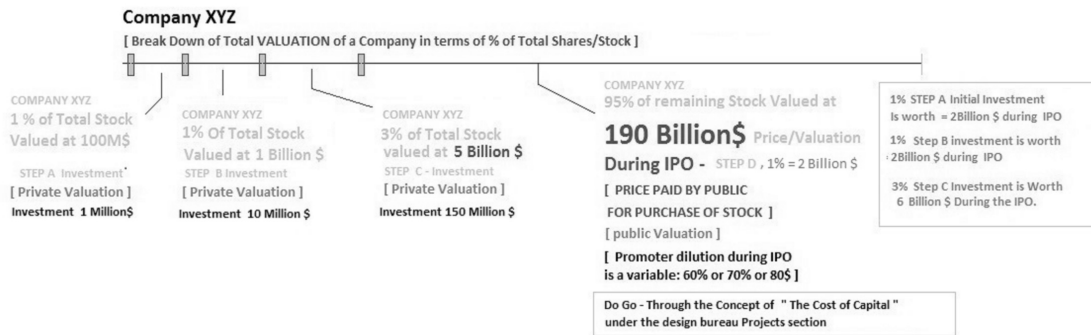 Company XYZ
[ Break Down of Total VALUATION of a Company in terms of % of Total Shares/Stock ]
COMPANY XYZ
1 % of Total Stock
Valued at 100M$
STEP A Investment
[ Private Valuation ]
Investment 1 Million$
COMPANY XYZ
1% Of Total Stock
Valued at 1 Billion $
STEP B Investment
[ Private Valuation ]
Investment 10 Million $
COMPANY XYZ
3% of Total Stock
valued at 5 Billion $
STEP C - Investment
[ Private Valuation ]
Investment 150 Million $
COMPANY XYZ
95% of remaining Stock Valued at
190 Billion$ Price/Valuation
During IPO - STEP D , 1% = 2 Billion $
[ PRICE PAID BY PUBLIC
FOR PURCHASE OF STOCK ]
[ public Valuation ]
[ Promoter dilution during IPO
is a variable: 60% or 70% or 80$ ]
Do Go - Through the Concept of " The Cost of Capital "
under the design bureau Projects section
1% STEP A Initial Investment
Is worth = 2Billion $ during IPO
1% Step B investment is worth
2Billion $ during IPO
3% Step C Investment is Worth
6 Billion $ During the IPO.